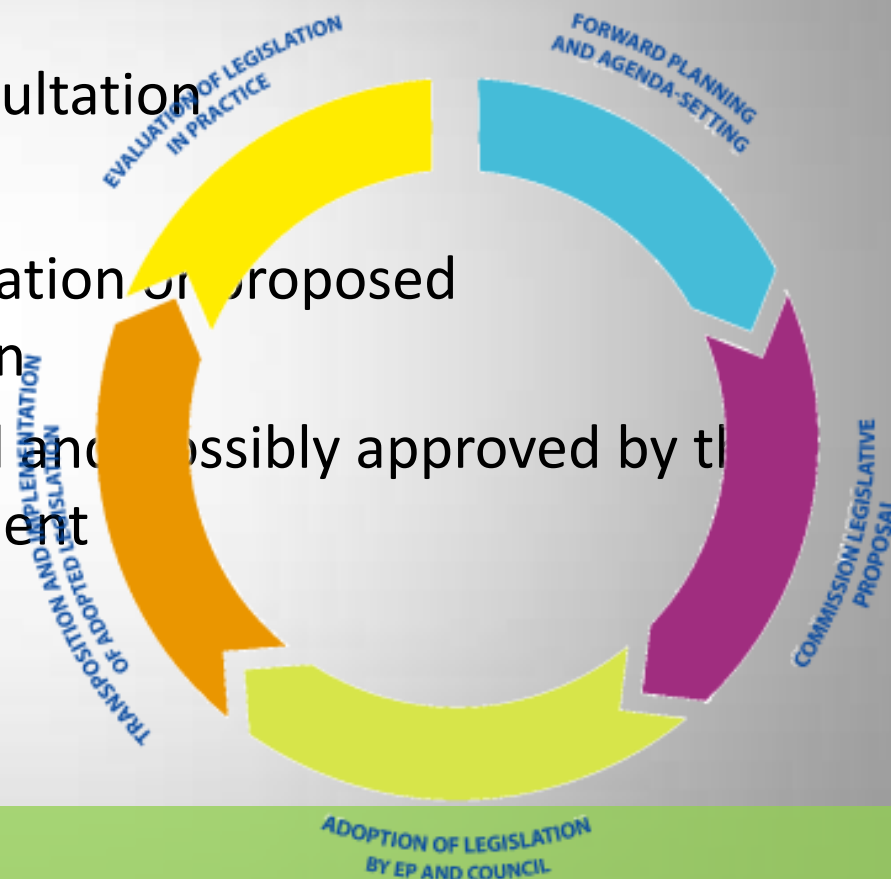 ultation
ation or proposed
n
and possibly approved by th
ent
FORWARD PLANNING
AND AGENDA-SETTING
COMMISSION LEGISLATIVE
PROPOSAL
ADOPTION OF LEGISLATION
BY EP AND COUNCIL
TRANSPOSITION AND IMPLEMENTATION
OF ADOPTED LEGISLATION
EVALUATION OF LEGISLATION
IN PRACTICE